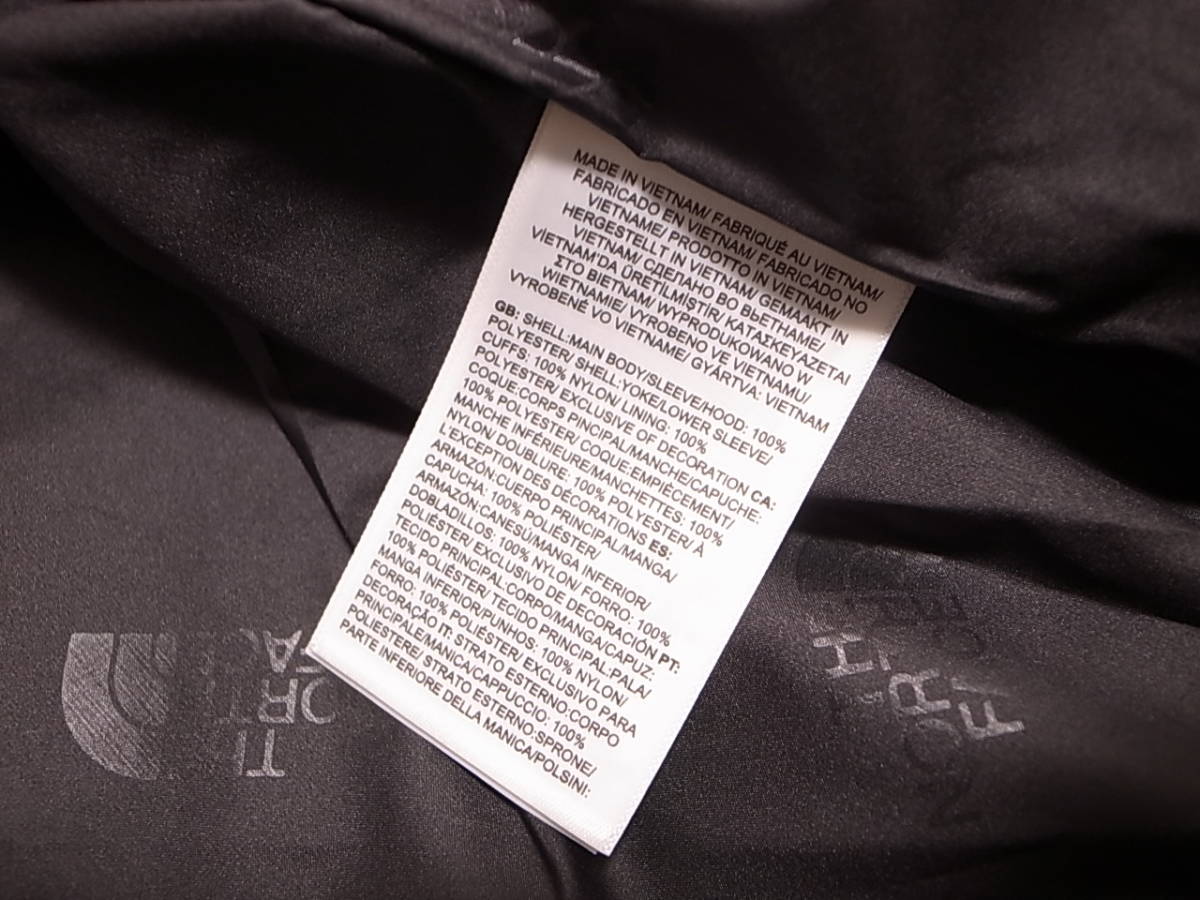 MADE IN VIETNAM/ FABRIQUÉ AU VIETNAM/
FABRICADO EN VIETNAM/ FABRICADO NO
VIETNAME/ PRODOTTO IN VIETNAM/
HERGESTELLT IN VIETNAM/ GEMAAKT IN
VIETNAM/ СДЕЛАНО ВО ВЬЕТНАМЕ/
VİETNAM'DA ÜRETİLMİŞTİR/ ΚΑΤΑΣΚΕΥΑΖΕΤΑΙ
ΣΤΟ ΒΙΕΤΝΑΜ/ WYPRODUKOWANO W
WIETNAMIE/ VYROBENO VE VIETNAMU/
VYROBENÉ VO VIETNAME/ GYÁRTVA: VIETNAM
GB: SHELL:MAIN BODY/SLEEVE/HOOD: 100%
POLYESTER/ SHELL:YOKE/LOWER SLEEVE/
CUFFS: 100% NYLON/ LINING: 100%
POLYESTER/ EXCLUSIVE OF DECORATION CA:
COQUE:CORPS PINCIPAL/MANCHE/CAPUCHE:
100% POLYESTER/ COQUE:EMPIÈCEMENT/
MANCHE INFÉRIEURE/MANCHETTES: 100%
NYLON/ DOUBLURE: 100% POLYESTER/ À
L'EXCEPTION DES DÉCORATIONS ES:
ARMAZÓN:CUERPO PRINCIPAL/MANGA/
CAPUCHA: 100% POLIÉSTER/
ARMAZÓN:CANESÚ/MANGA INFERIOR/
DOBLADILLOS: 100% NYLON/ FORRO: 100%
POLIÉSTER/ EXCLUSIVO DE DECORACIÓN PT:
TECIDO PRINCIPAL:CORPO/MANGA/CAPUZ:
100% POLIÉSTER/ TECIDO PRINCIPAL:PALA/
MANGA INFERIOR/PUNHOS: 100% NYLON/
FORRO: 100% POLIÉSTER/ EXCLUSIVO PARA
DECORAÇÃO IT: STRATO ESTERNO:CORPO
PRINCIPALE/MANICA/CAPPUCCIO: 100%
POLIESTERE/ STRATO ESTERNO:SPRONE/
PARTE INFERIORE DELLA MANICA/POLSINI: